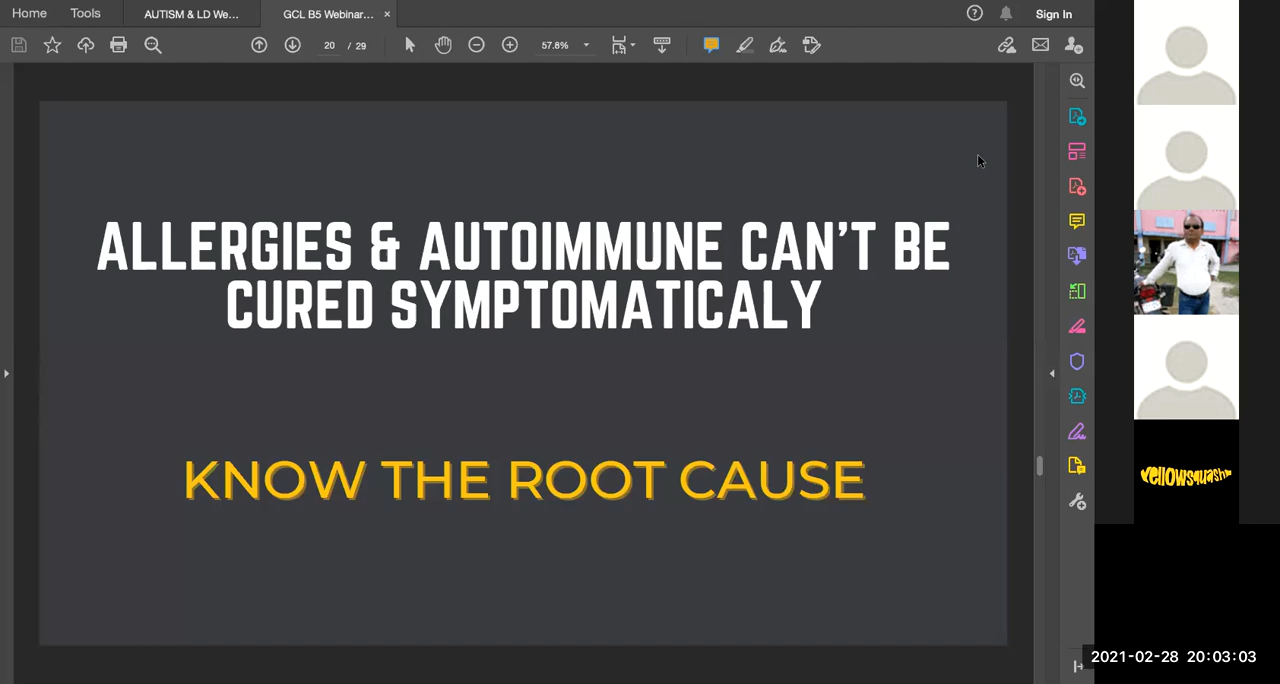 Home Tools AUTISM & LD We... GCL B5 Webinar... × Sign In
20 / 29 57.8%
ALLERGIES & AUTOIMMUNE CAN'T BE
CURED SYMPTOMATICALY
KNOW THE ROOT CAUSE
yellowsquash
2021-02-28 20:03:03